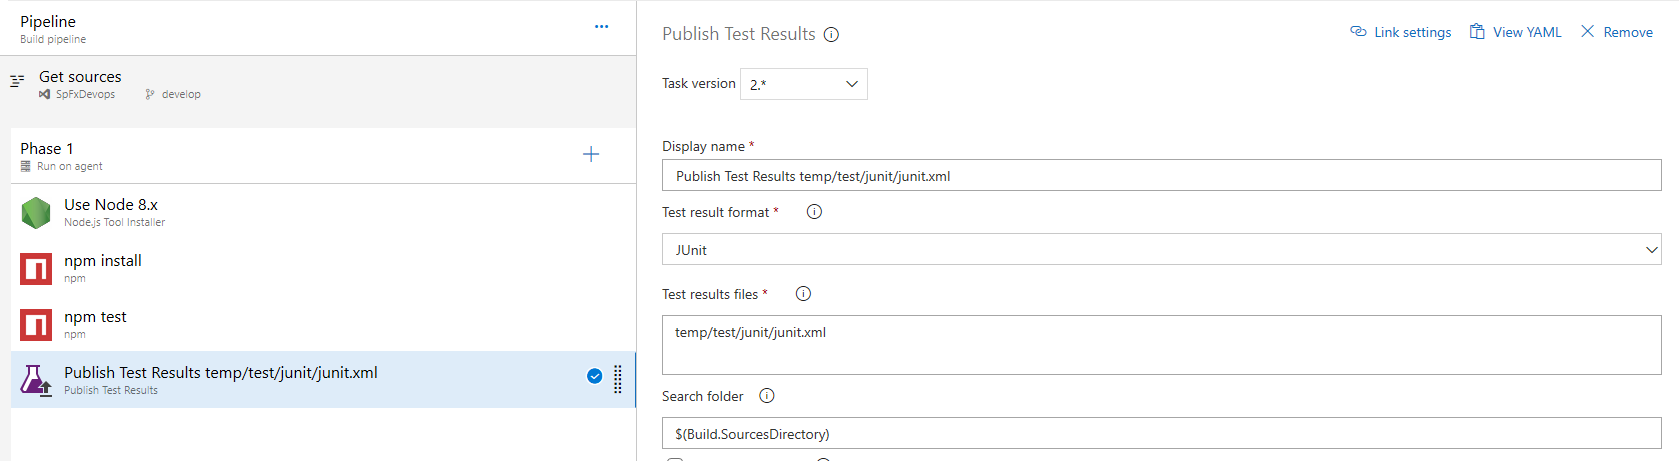 Pipeline
Build pipeline
...
Get sources
SpFxDevops develop
Phase 1
Run on agent
Use Node 8.x
Node.js Tool Installer
npm install
npm
npm test
npm
Publish Test Results temp/test/junit/junit.xml
Publish Test Results
Publish Test Results
Link settings View YAML Remove
Task version 2.*
Display name *
Publish Test Results temp/test/junit/junit.xml
Test result format *
JUnit
Test results files *
temp/test/junit/junit.xml
Search folder
$(Build.SourcesDirectory)